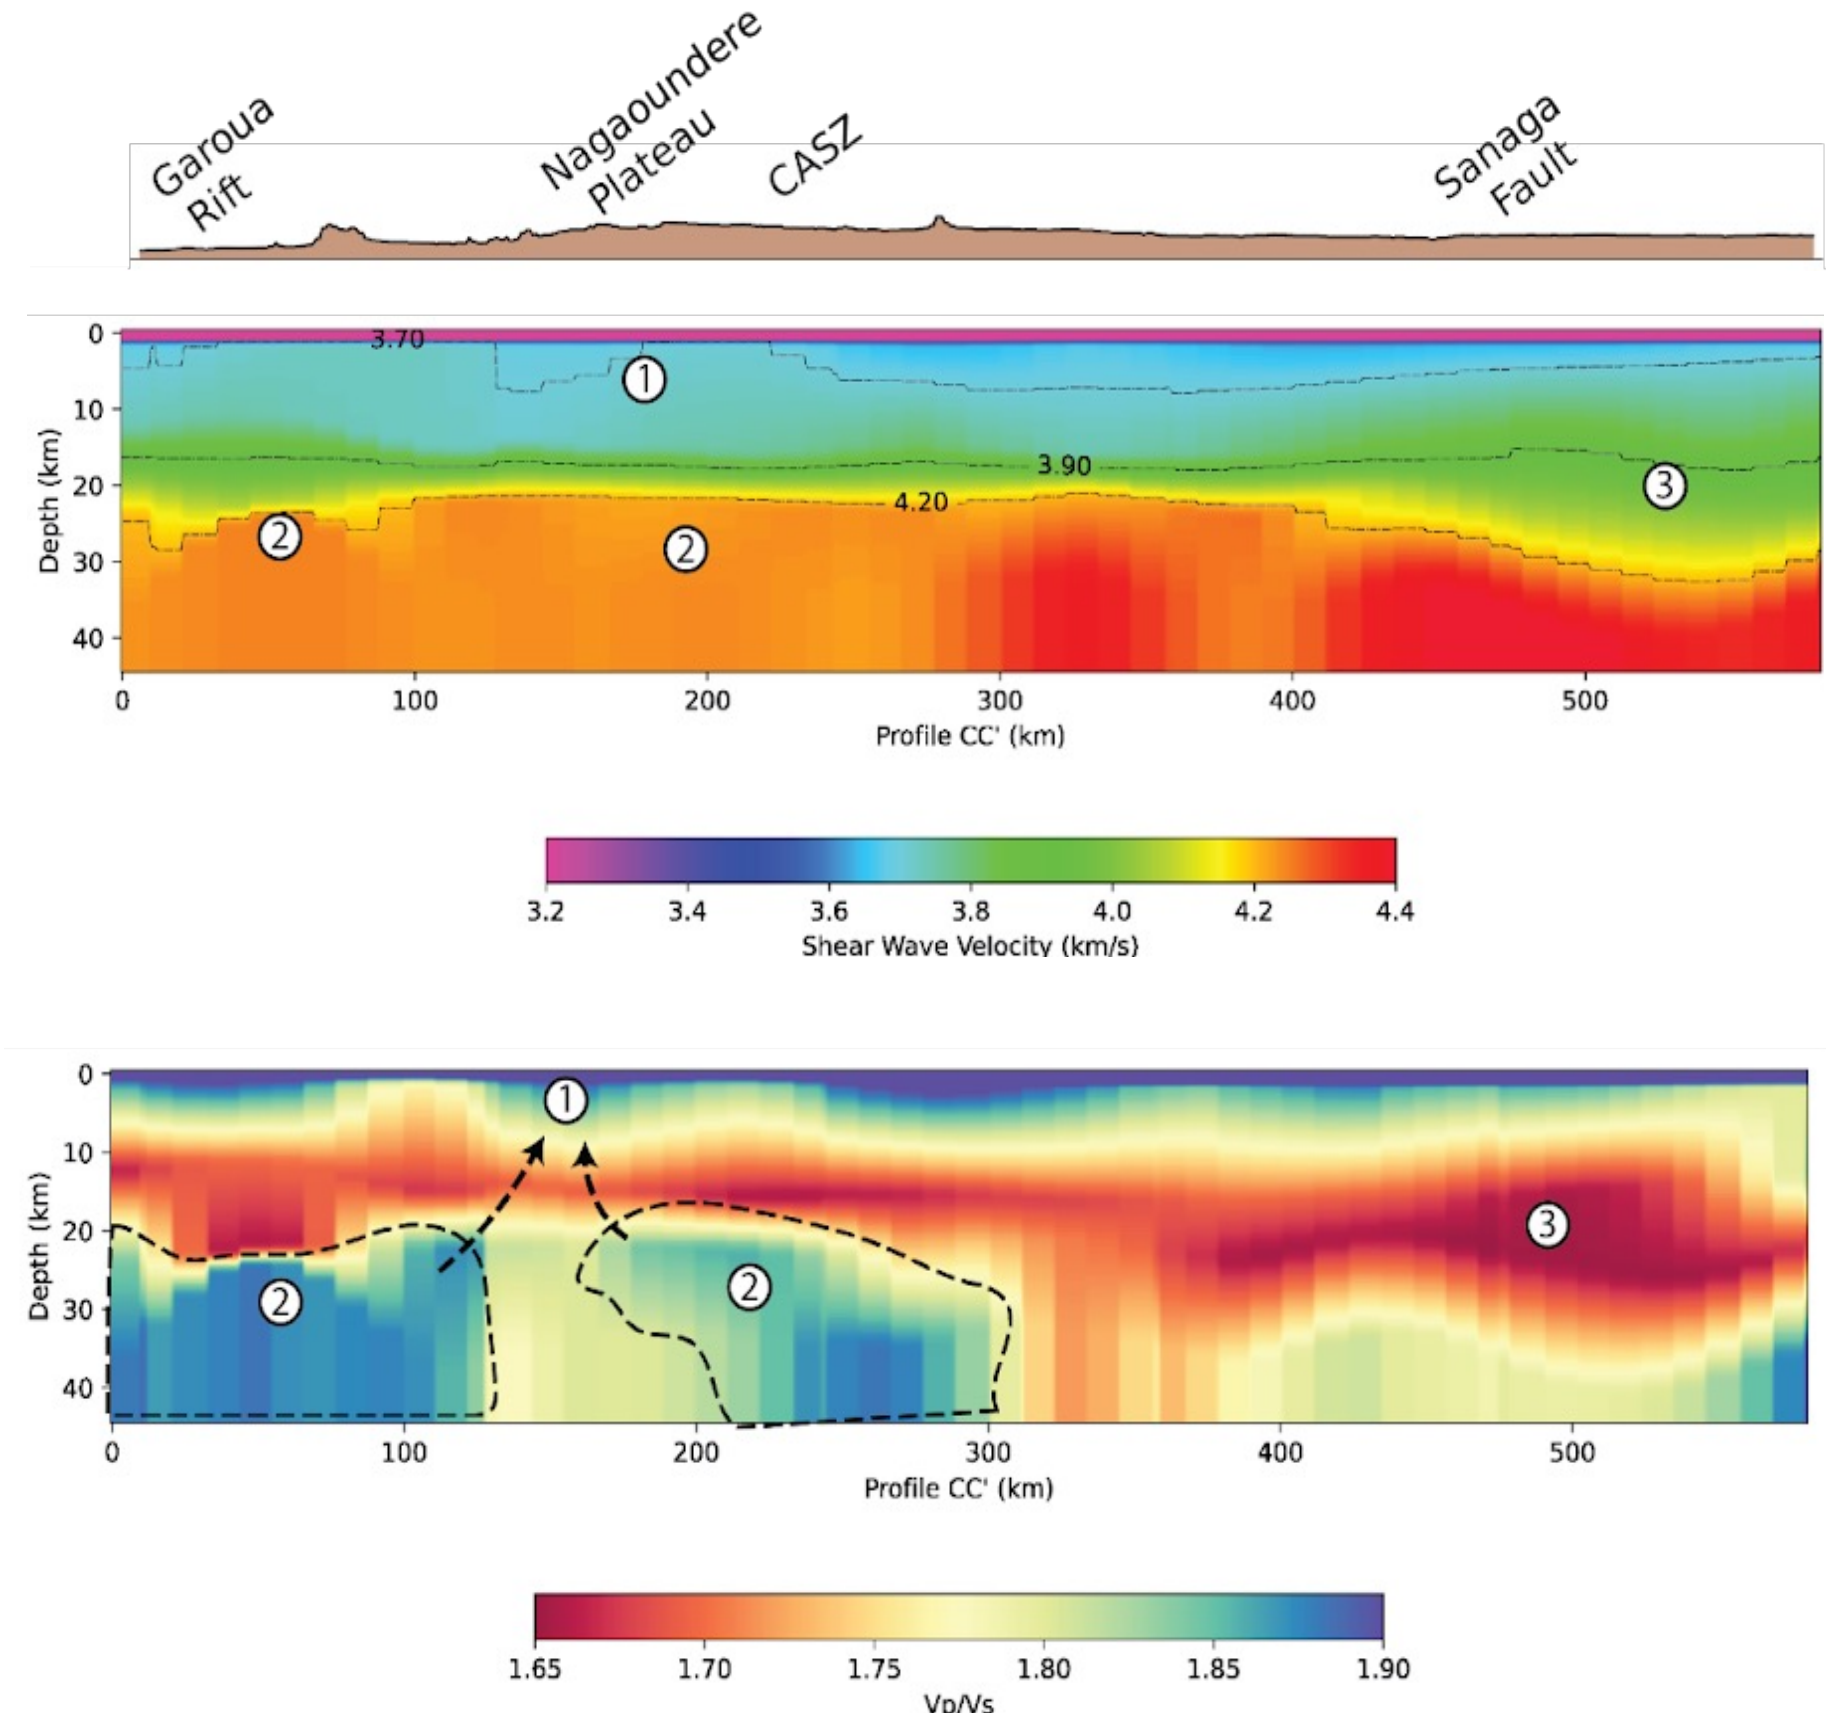 Garoua
Rift
Nagaoundere
Plateau
CASZ
Sanaga
Fault
0
10
20
30
40
Depth (km)
3.70
3.90
4.20
1
2
2
3
0 100 200 300 400 500
Profile CC' (km)
3.2 3.4 3.6 3.8 4.0 4.2 4.4
Shear Wave Velocity (km/s)
0
10
20
30
40
Depth (km)
1
2
2
3
0 100 200 300 400 500
Profile CC' (km)
1.65 1.70 1.75 1.80 1.85 1.90
Vp/Vs